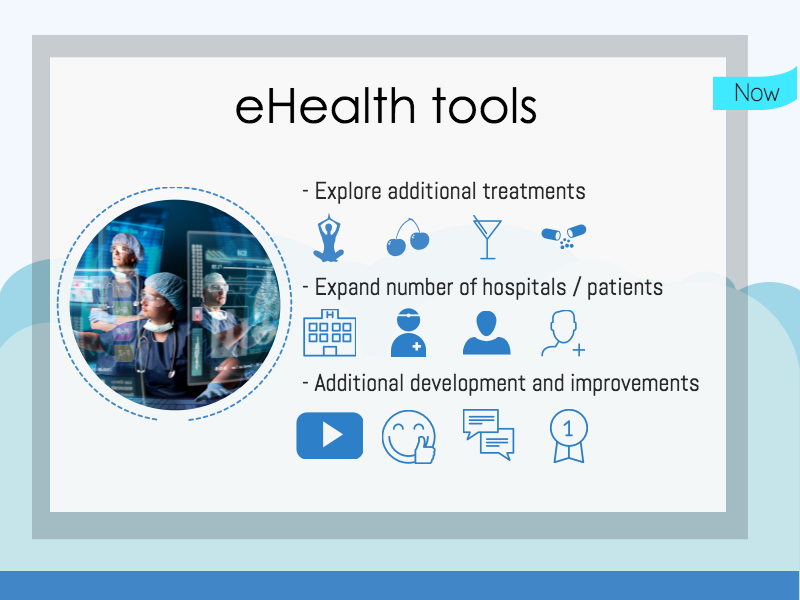 eHealth tools
Now
- Explore additional treatments
- Expand number of hospitals / patients
H
- Additional development and improvements
1